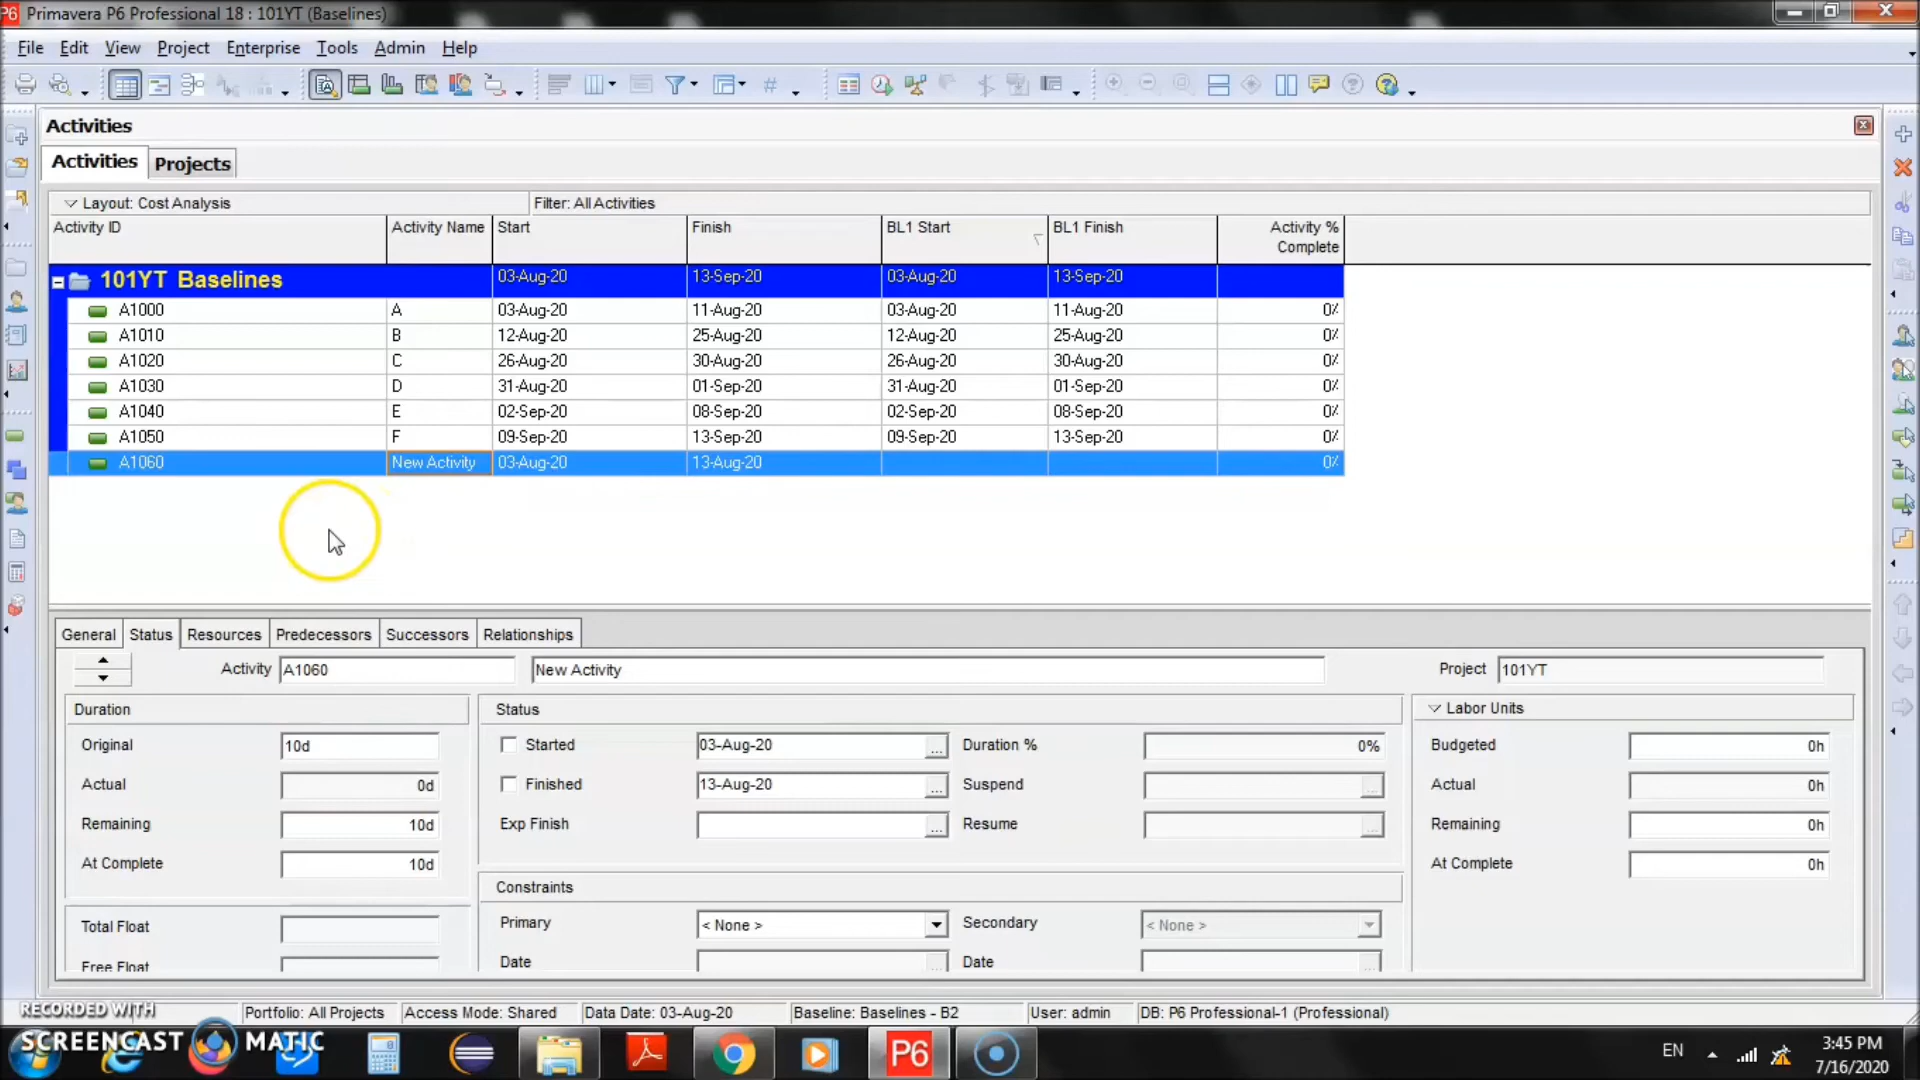 P6 Primavera P6 Professional 18 : 101YT (Baselines)
File Edit View Project Enterprise Tools Admin Help
Activities
Activities Projects
Layout: Cost Analysis Filter: All Activities
Activity ID Activity Name Start Finish BL1 Start BL1 Finish Activity % Complete
101YT Baselines 03-Aug-20 13-Sep-20 03-Aug-20 13-Sep-20
A1000 A 03-Aug-20 11-Aug-20 03-Aug-20 11-Aug-20 0%
A1010 B 12-Aug-20 25-Aug-20 12-Aug-20 25-Aug-20 0%
A1020 C 26-Aug-20 30-Aug-20 26-Aug-20 30-Aug-20 0%
A1030 D 31-Aug-20 01-Sep-20 31-Aug-20 01-Sep-20 0%
A1040 E 02-Sep-20 08-Sep-20 02-Sep-20 08-Sep-20 0%
A1050 F 09-Sep-20 13-Sep-20 09-Sep-20 13-Sep-20 0%
A1060 New Activity 03-Aug-20 13-Aug-20 0%
General Status Resources Predecessors Successors Relationships
Activity A1060 New Activity Project 101YT
Duration Status Labor Units
Original 10d Started 03-Aug-20 ... Duration % 0% Budgeted 0h
Actual 0d Finished 13-Aug-20 ... Suspend ... Actual 0h
Remaining 10d Exp Finish ... Resume ... Remaining 0h
At Complete 10d At Complete 0h
Constraints
Total Float Primary < None > Secondary < None >
Free Float Date ... Date ...
RECORDED WITH
Portfolio: All Projects Access Mode: Shared Data Date: 03-Aug-20 Baseline: Baselines - B2 User: admin DB: P6 Professional-1 (Professional)
SCREENCAST MATIC
P6
EN
3:45 PM
7/16/2020